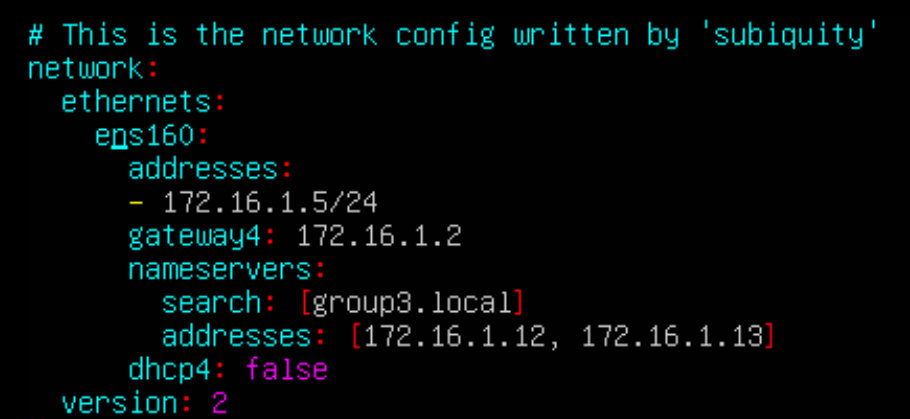 # This is the network config written by 'subiquity'
network:
  ethernets:
    ens160:
      addresses:
      - 172.16.1.5/24
      gateway4: 172.16.1.2
      nameservers:
        search: [group3.local]
        addresses: [172.16.1.12, 172.16.1.13]
      dhcp4: false
  version: 2